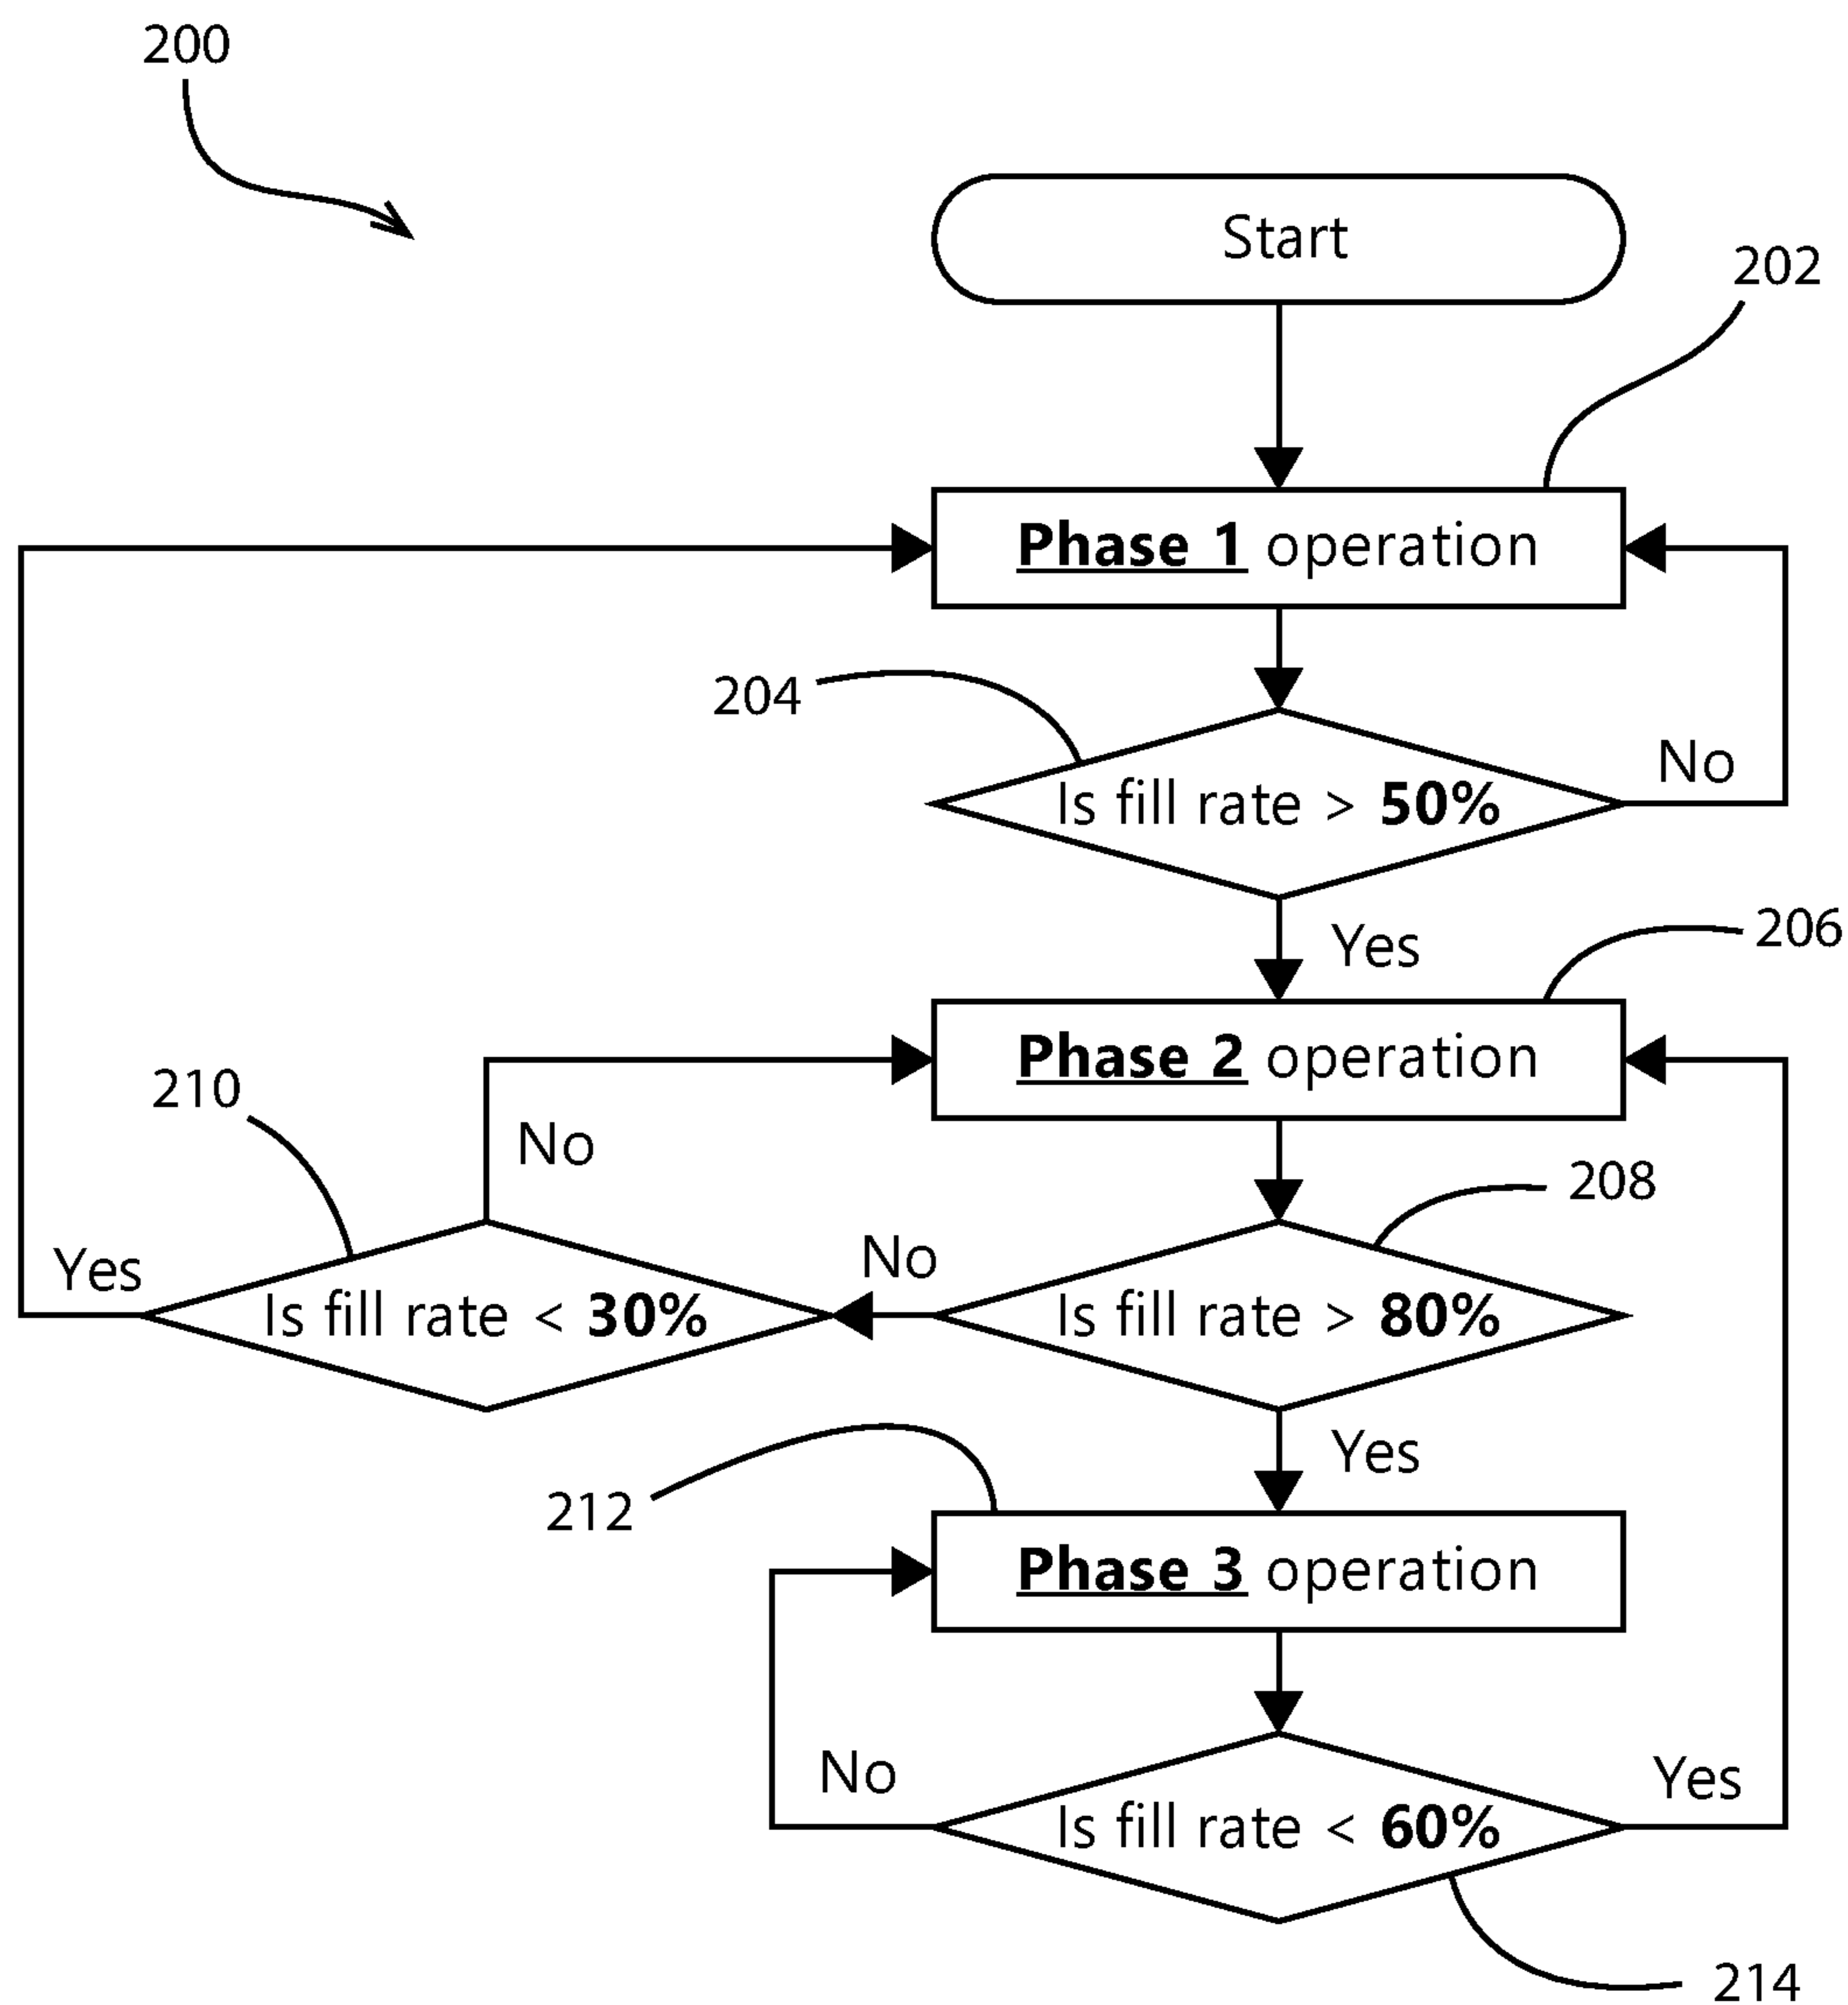 200
Start
202
Phase 1 operation
204
Is fill rate > 50%
No
Yes
206
Phase 2 operation
210
No
208
Yes
Is fill rate < 30%
No
Is fill rate > 80%
Yes
212
Phase 3 operation
No
Yes
Is fill rate < 60%
214